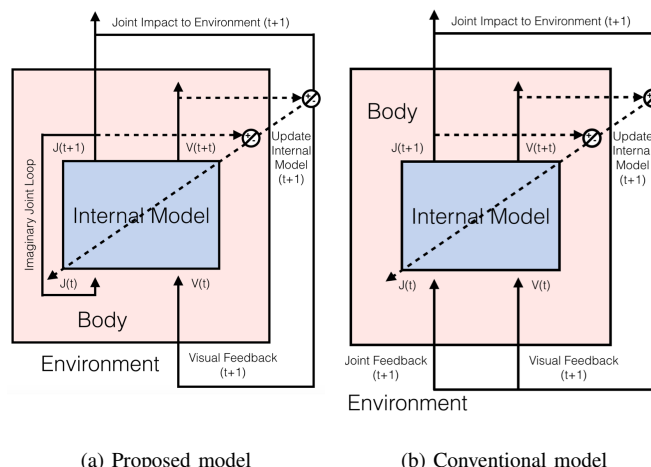 Joint Impact to Environment (t+1)
Update
Internal
Model
(t+1)
J(t+1)
V(t+t)
Imaginary Joint Loop
Internal Model
J(t)
V(t)
Body
Environment
Visual Feedback
(t+1)
(a) Proposed model
Joint Impact to Environment (t+1)
Body
Update
Internal
Model
(t+1)
J(t+1)
V(t+t)
Internal Model
J(t)
V(t)
Joint Feedback
(t+1)
Visual Feedback
(t+1)
Environment
(b) Conventional model